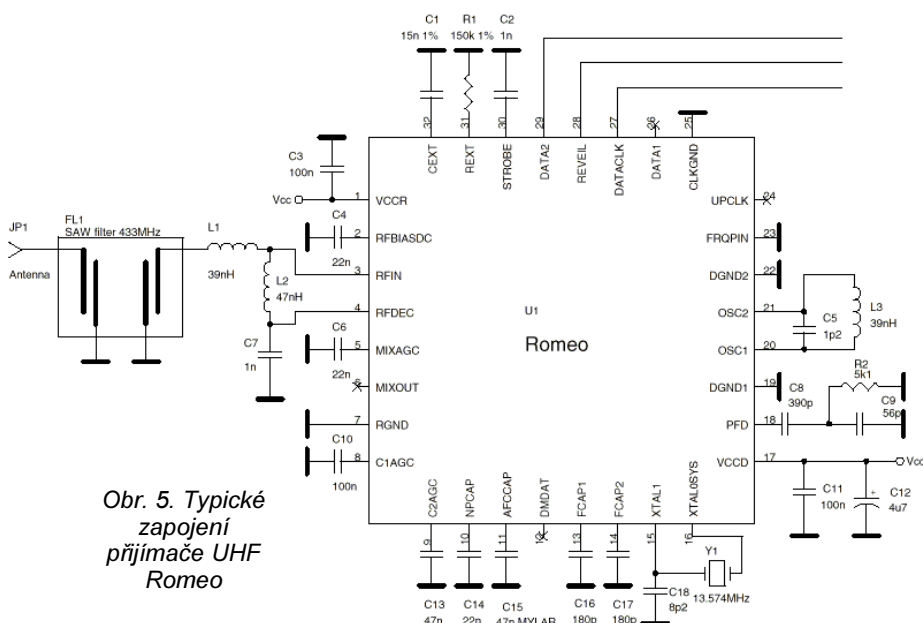 C1
R1
C2
15n 1%
150k 1%
1n
32
31
30
29
28
27
26
25
CEXT
REXT
STROBE
DATA2
REVEIL
DATACLK
DATA1
CLKGND
C3
100n
Vcc
1
VCCR
UPCLK
24
C4
22n
2
RFBIASDC
FRQPIN
23
JP1
Antenna
FL1
SAW filter 433MHz
L1
39nH
3
RFIN
DGND2
22
L2
47nH
4
RFDEC
U1
OSC2
21
L3
39nH
C5
1p2
C7
1n
C6
22n
5
MIXAGC
Romeo
OSC1
20
6
MIXOUT
DGND1
19
R2
5k1
C8
390p
C9
56p
7
RGND
PFD
18
C10
100n
8
C1AGC
VCCD
17
Vcc
C11
100n
+
C12
4u7
C2AGC
NPCAP
AFCCAP
DMDAT
FCAP1
FCAP2
XTAL1
XTAL0SYS
9
10
11
12
13
14
15
16
Y1
13.574MHz
C18
8p2
C13
47n
C14
22n
C15
47n MYLAR
C16
180p
C17
180p
Obr. 5. Typické
zapojení
přijímače UHF
Romeo